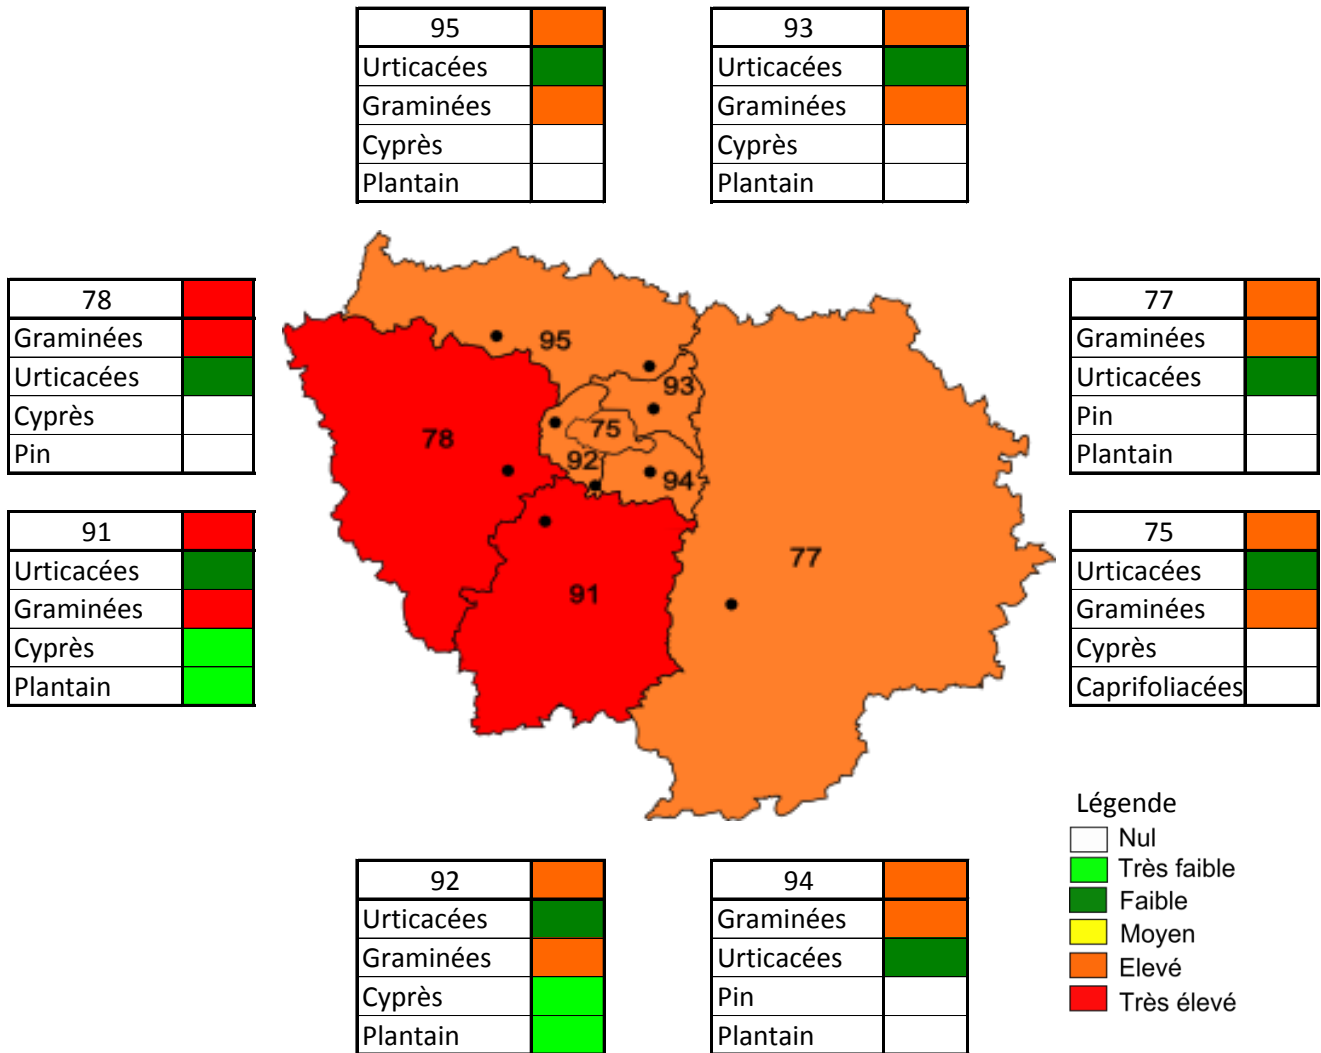 95
Urticacées
Graminées
Cyprès
Plantain
93
Urticacées
Graminées
Cyprès
Plantain
78
Graminées
Urticacées
Cyprès
Pin
91
Urticacées
Graminées
Cyprès
Plantain
95
93
75
78
92
94
77
91
77
Graminées
Urticacées
Pin
Plantain
75
Urticacées
Graminées
Cyprès
Caprifoliacées
92
Urticacées
Graminées
Cyprès
Plantain
94
Graminées
Urticacées
Pin
Plantain
Légende
Nul
Très faible
Faible
Moyen
Elevé
Très élevé